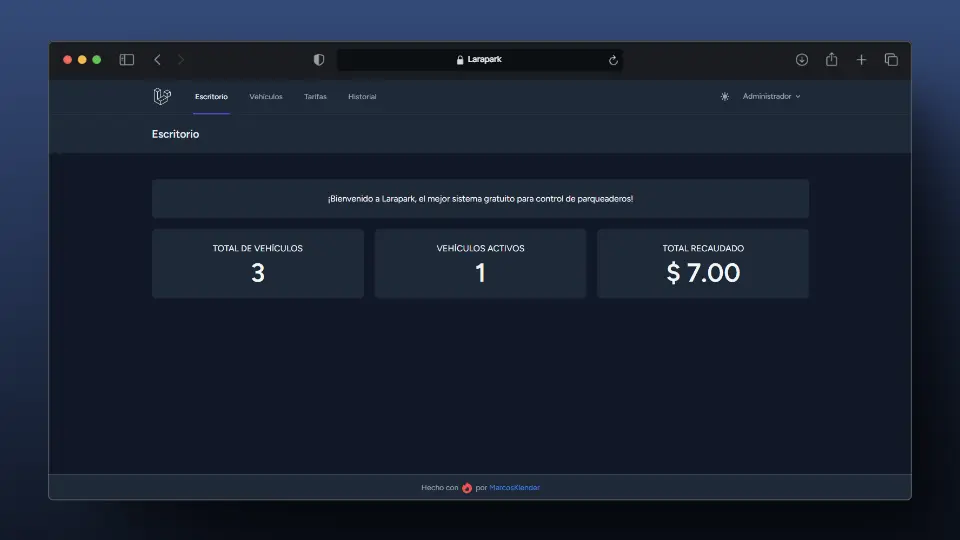 Larapark
Escritorio Vehículos Tarifas Historial Administrador
Escritorio
¡Bienvenido a Larapark, el mejor sistema gratuito para control de parqueaderos!
TOTAL DE VEHÍCULOS
3
VEHÍCULOS ACTIVOS
1
TOTAL RECAUDADO
$ 7.00
Hecho con por